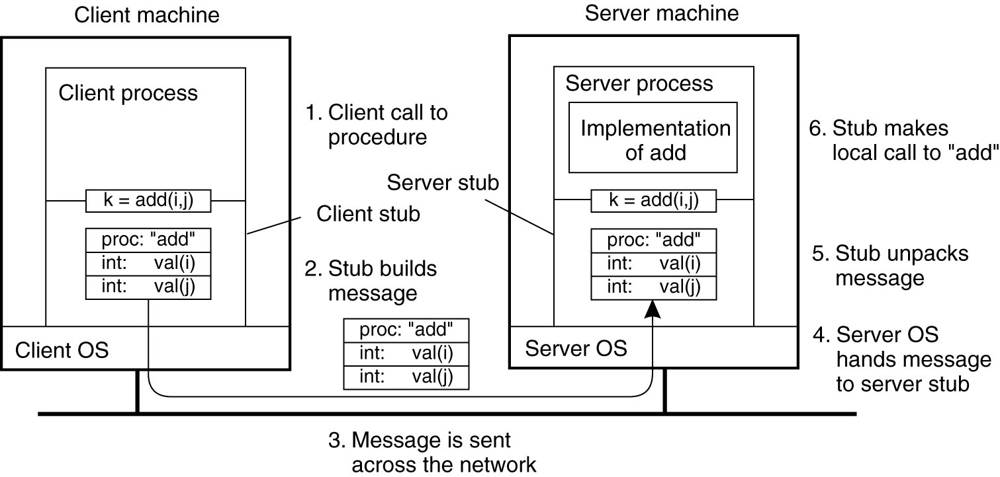 Client machine
Client process
k = add(i,j)
proc: "add"
int: val(i)
int: val(j)
Client OS
1. Client call to
procedure
Server stub
Client stub
2. Stub builds
message
proc: "add"
int: val(i)
int: val(j)
3. Message is sent
across the network
Server machine
Server process
Implementation
of add
k = add(i,j)
proc: "add"
int: val(i)
int: val(j)
Server OS
6. Stub makes
local call to "add"
5. Stub unpacks
message
4. Server OS
hands message
to server stub